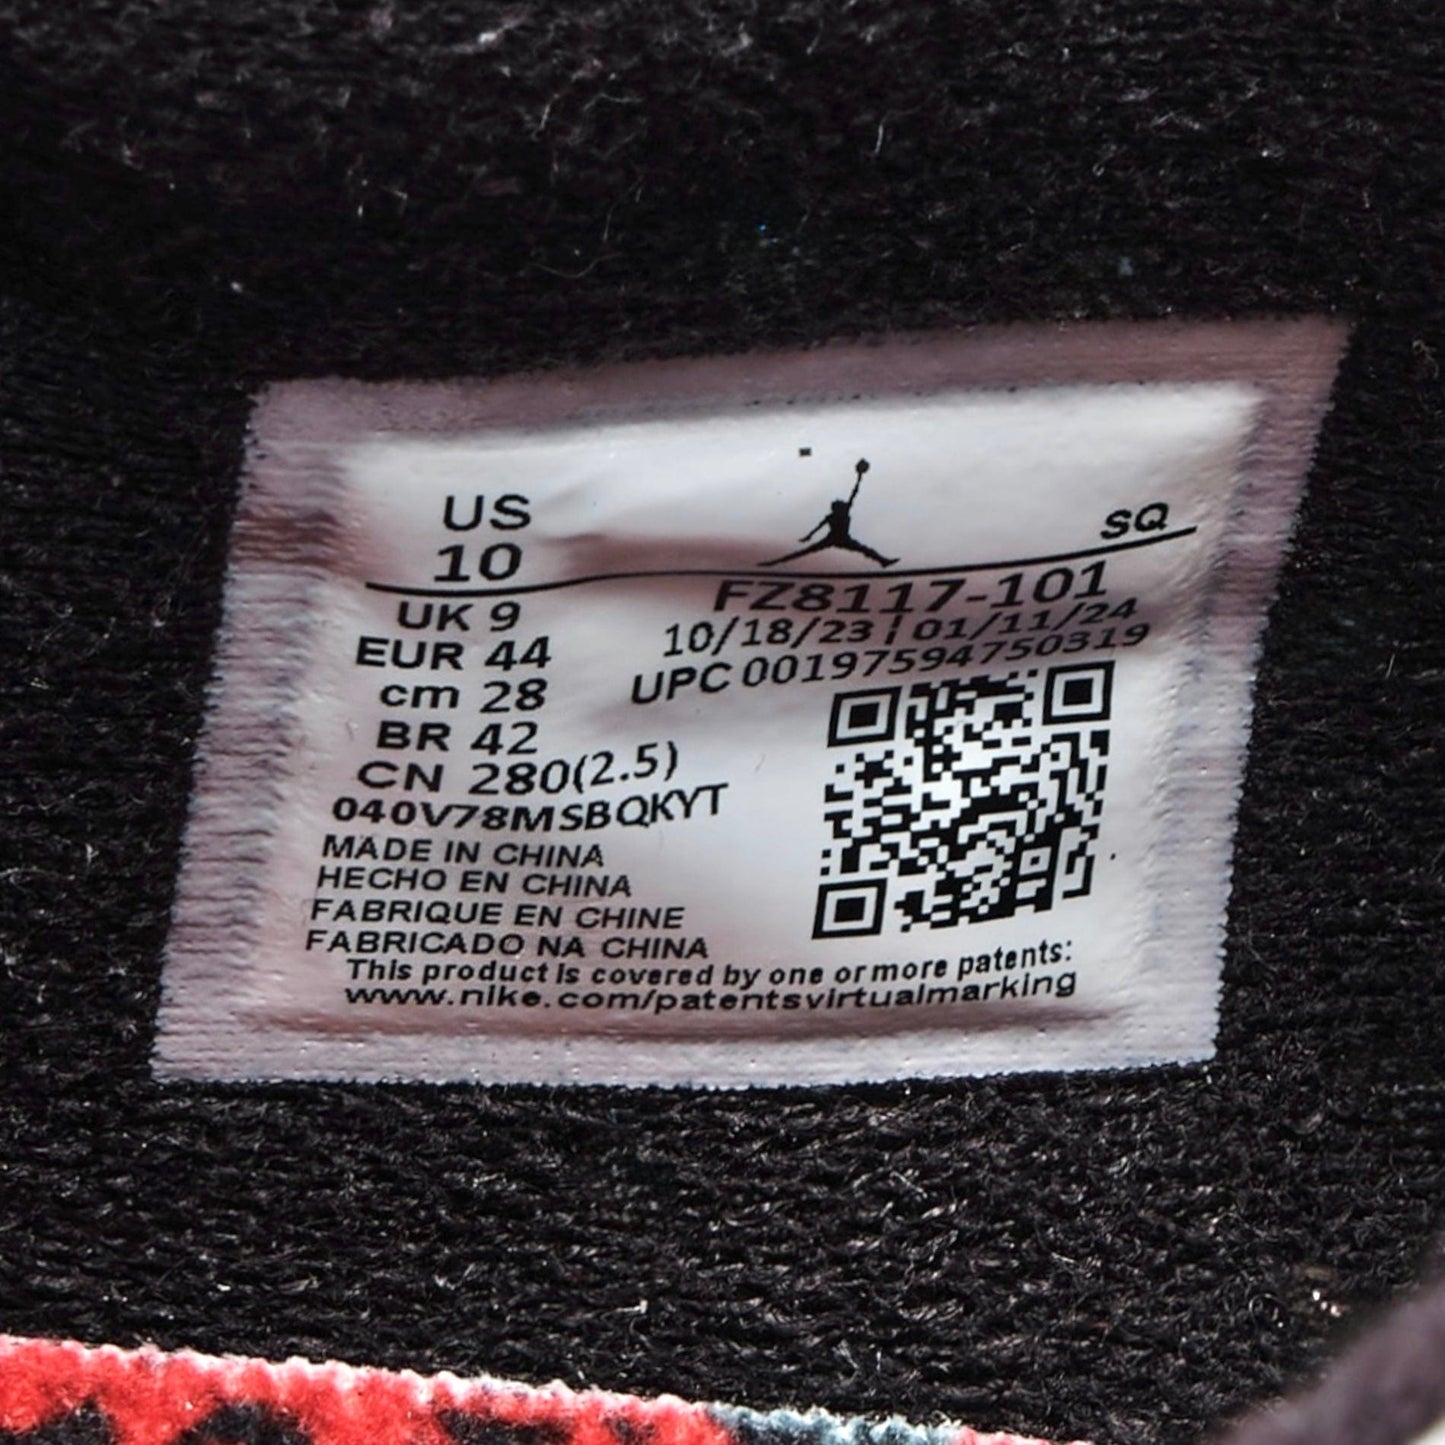 US
10
SQ
UK 9
EUR 44
cm 28
BR 42
CN 280(2.5)
040V78MSBQKYT
FZ8117-101
10/18/23 | 01/11/24
UPC 00197594750319
MADE IN CHINA
HECHO EN CHINA
FABRIQUE EN CHINE
FABRICADO NA CHINA
This product is covered by one or more patents:
www.nike.com/patentsvirtualmarking